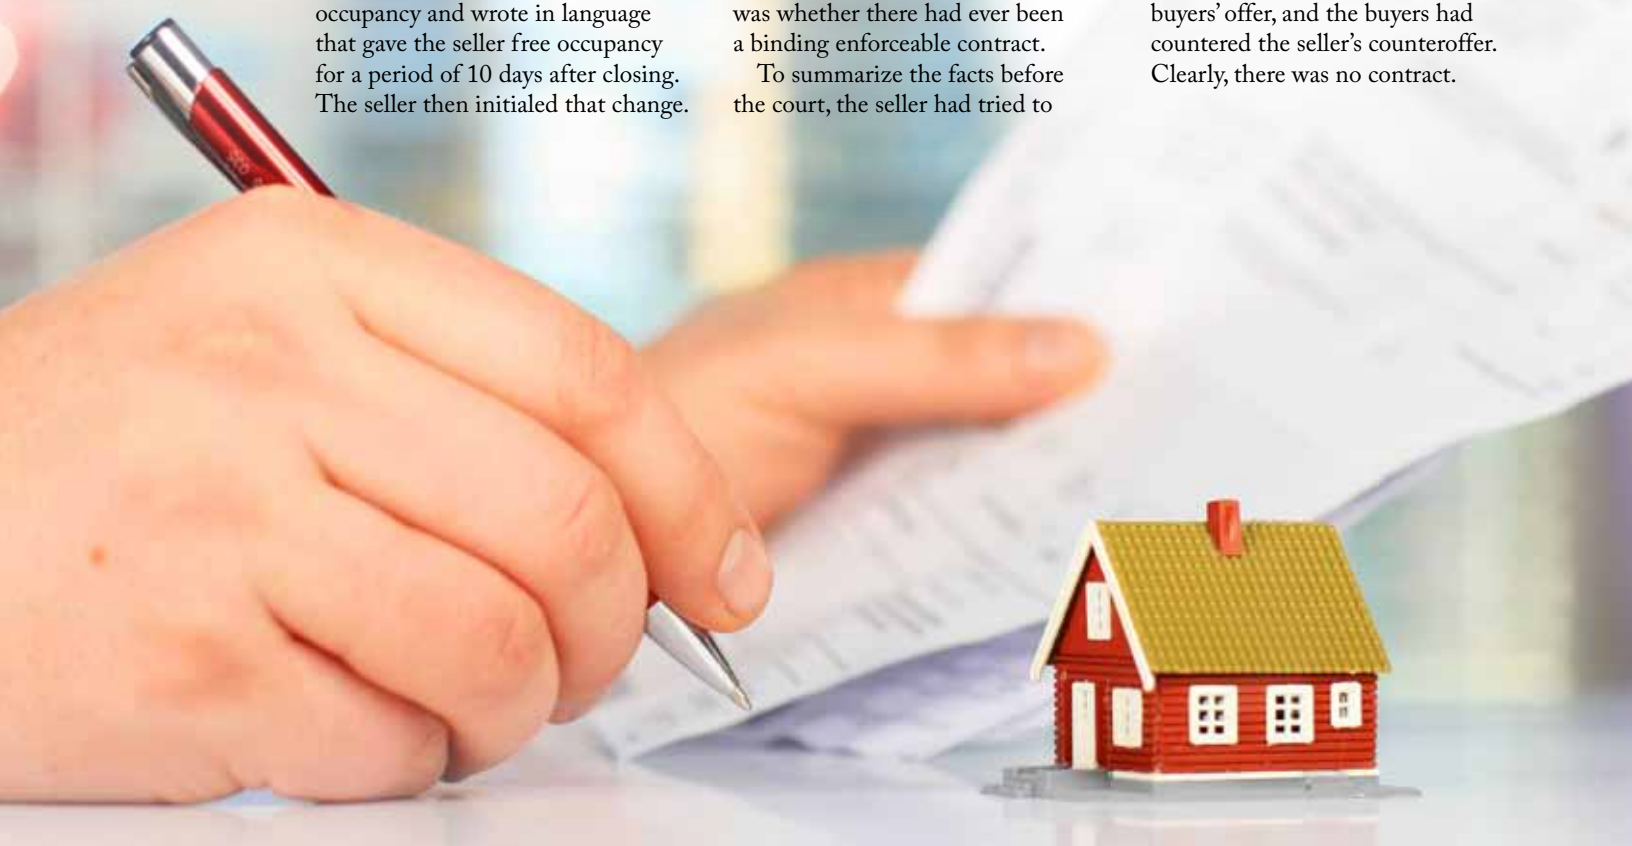 occupancy and wrote in language
that gave the seller free occupancy
for a period of 10 days after closing.
The seller then initialed that change.
was whether there had ever been
a binding enforceable contract.
To summarize the facts before
the court, the seller had tried to
buyers’ offer, and the buyers had
countered the seller’s counteroffer.
Clearly, there was no contract.